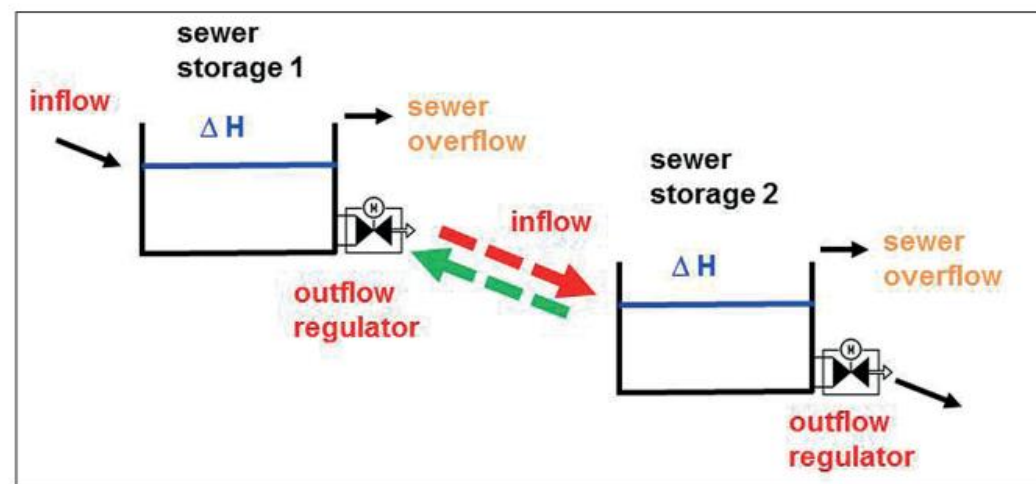 sewer
storage 1
inflow
Δ H
sewer
overflow
M
outflow
regulator
inflow
sewer
storage 2
Δ H
sewer
overflow
M
outflow
regulator